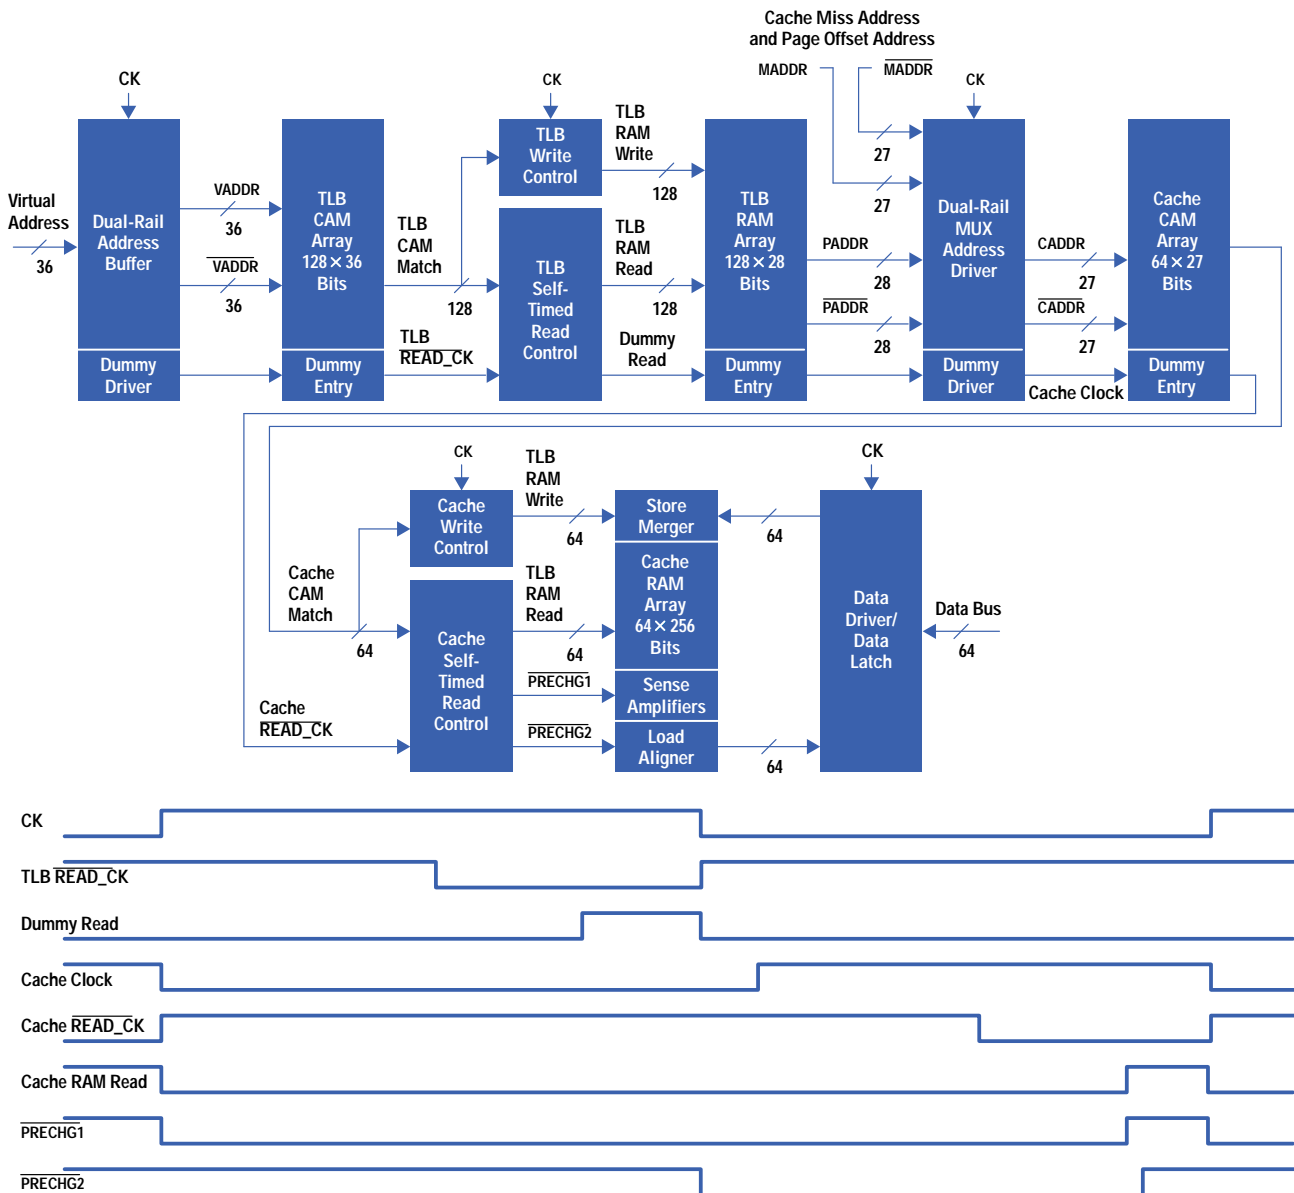 Cache Miss Address
and Page Offset Address
MADDR
MADDR
CK
CK
CK
Virtual
Address
36
Dual-Rail
Address
Buffer
Dummy
Driver
VADDR
36
VADDR
36
TLB
CAM
Array
128 × 36
Bits
Dummy
Entry
TLB
CAM
Match
128
TLB
READ_CK
TLB
Write
Control
TLB
Self-
Timed
Read
Control
TLB
RAM
Write
128
TLB
RAM
Read
128
Dummy
Read
TLB
RAM
Array
128 × 28
Bits
Dummy
Entry
27
27
PADDR
28
PADDR
28
Dual-Rail
MUX
Address
Driver
Dummy
Driver
CADDR
27
CADDR
27
Cache Clock
Cache
CAM
Array
64 × 27
Bits
Dummy
Entry
CK
CK
Cache
CAM
Match
64
Cache
READ_CK
Cache
Write
Control
Cache
Self-
Timed
Read
Control
TLB
RAM
Write
64
TLB
RAM
Read
64
PRECHG1
PRECHG2
Store
Merger
Cache
RAM
Array
64 × 256
Bits
Sense
Amplifiers
Load
Aligner
64
64
Data
Driver/
Data
Latch
Data Bus
64
CK
TLB READ_CK
Dummy Read
Cache Clock
Cache READ_CK
Cache RAM Read
PRECHG1
PRECHG2